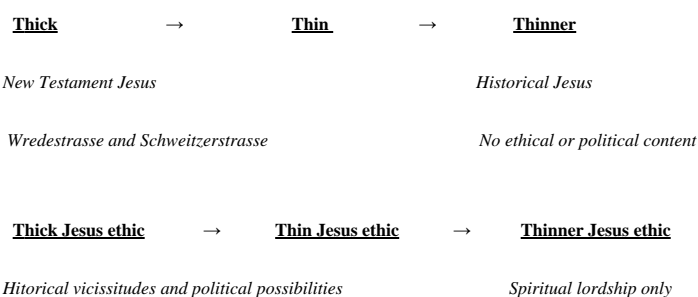 Thick → Thin → Thinner
New Testament Jesus Historical Jesus
Wredestrasse and Schweitzerstrasse No ethical or political content
Thick Jesus ethic → Thin Jesus ethic → Thinner Jesus ethic
Hitorical vicissitudes and political possibilities Spiritual lordship only